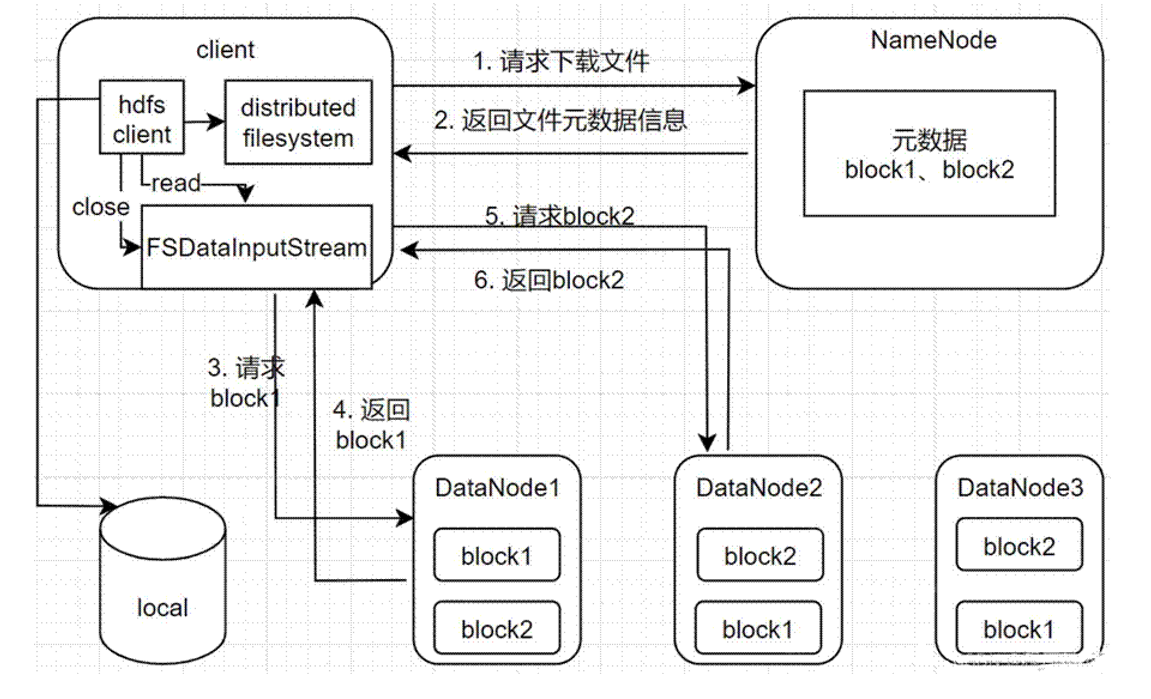 client
NameNode
1. 请求下载文件
hdfs
client
distributed
filesystem
2. 返回文件元数据信息
元数据
block1、block2
read
close
FSDataInputStream
5. 请求block2
6. 返回block2
3. 请求
block1
4. 返回
block1
DataNode1
DataNode2
DataNode3
block1
block2
block2
block1
block2
block1
local